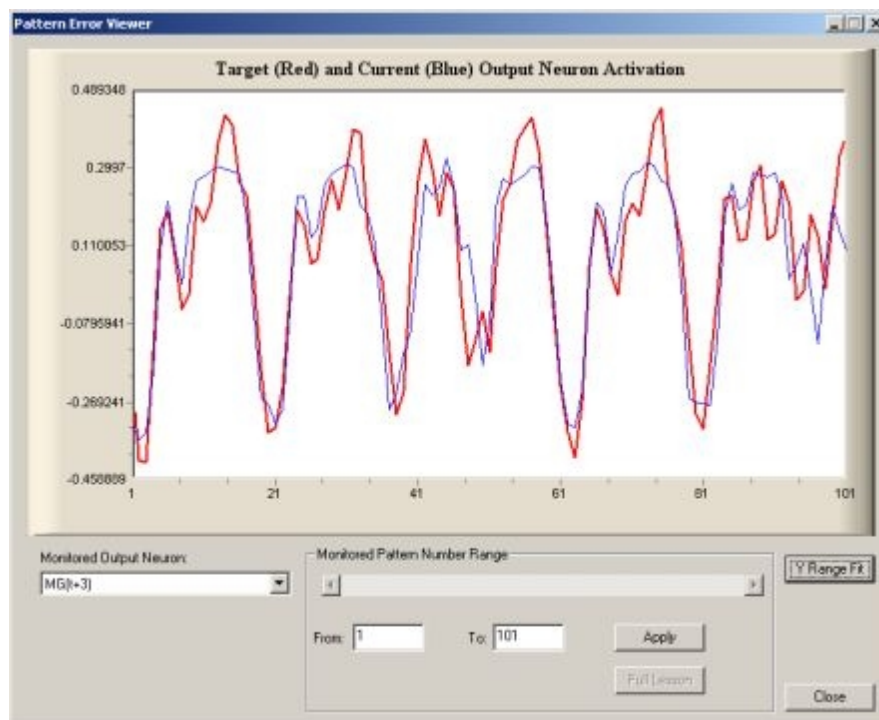 Pattern Error Viewer
Target (Red) and Current (Blue) Output Neuron Activation
0.489348
0.2997
0.110053
-0.0795941
-0.269241
-0.458889
1 21 41 61 81 101
Monitored Output Neuron:
MG(t+3)
Monitored Pattern Number Range
From: 1 To: 101 Apply
Full Lesson
Y Range Fit
Close